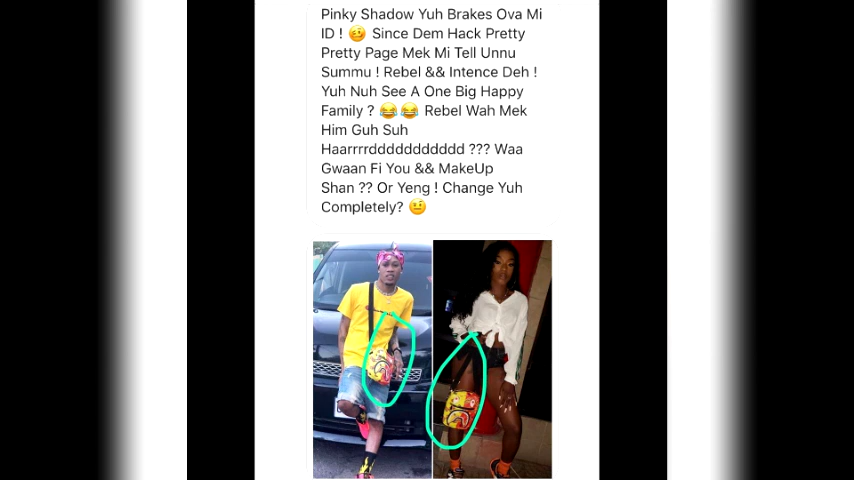 Pinky Shadow Yuh Brakes Ova Mi
ID ! 🥴 Since Dem Hack Pretty
Pretty Page Mek Mi Tell Unnu
Summu ! Rebel && Intence Deh !
Yuh Nuh See A One Big Happy
Family ? 😂😂 Rebel Wah Mek
Him Guh Suh
Haarrrrddddddddddd ??? Waa
Gwaan Fi You && MakeUp
Shan ?? Or Yeng ! Change Yuh
Completely? 🤨